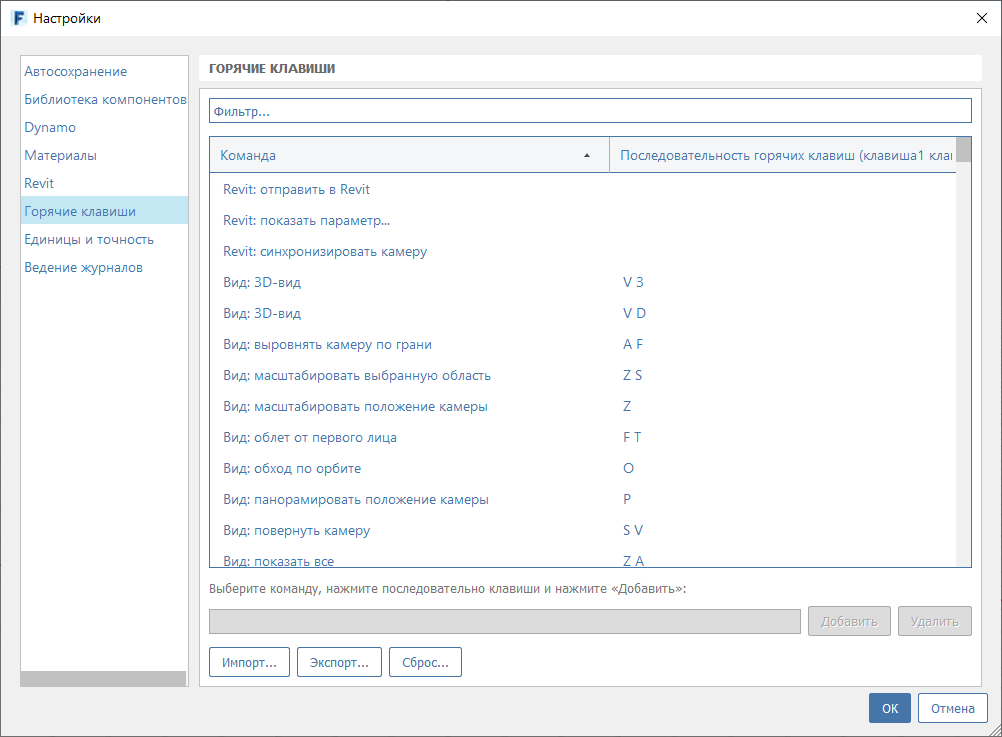 Настройки
Автосохранение
Библиотека компонентов
Dynamo
Материалы
Revit
Горячие клавиши
Единицы и точность
Ведение журналов
ГОРЯЧИЕ КЛАВИШИ
Фильтр...
Команда Последовательность горячих клавиш (клавиша1 кла
Revit: отправить в Revit
Revit: показать параметр...
Revit: синхронизировать камеру
Вид: 3D-вид V 3
Вид: 3D-вид V D
Вид: выровнять камеру по грани A F
Вид: масштабировать выбранную область Z S
Вид: масштабировать положение камеры Z
Вид: облет от первого лица F T
Вид: обход по орбите O
Вид: панорамировать положение камеры P
Вид: повернуть камеру S V
Вид: показать все Z A
Выберите команду, нажмите последовательно клавиши и нажмите «Добавить»:
Добавить Удалить
Импорт... Экспорт... Сброс...
OK Отмена